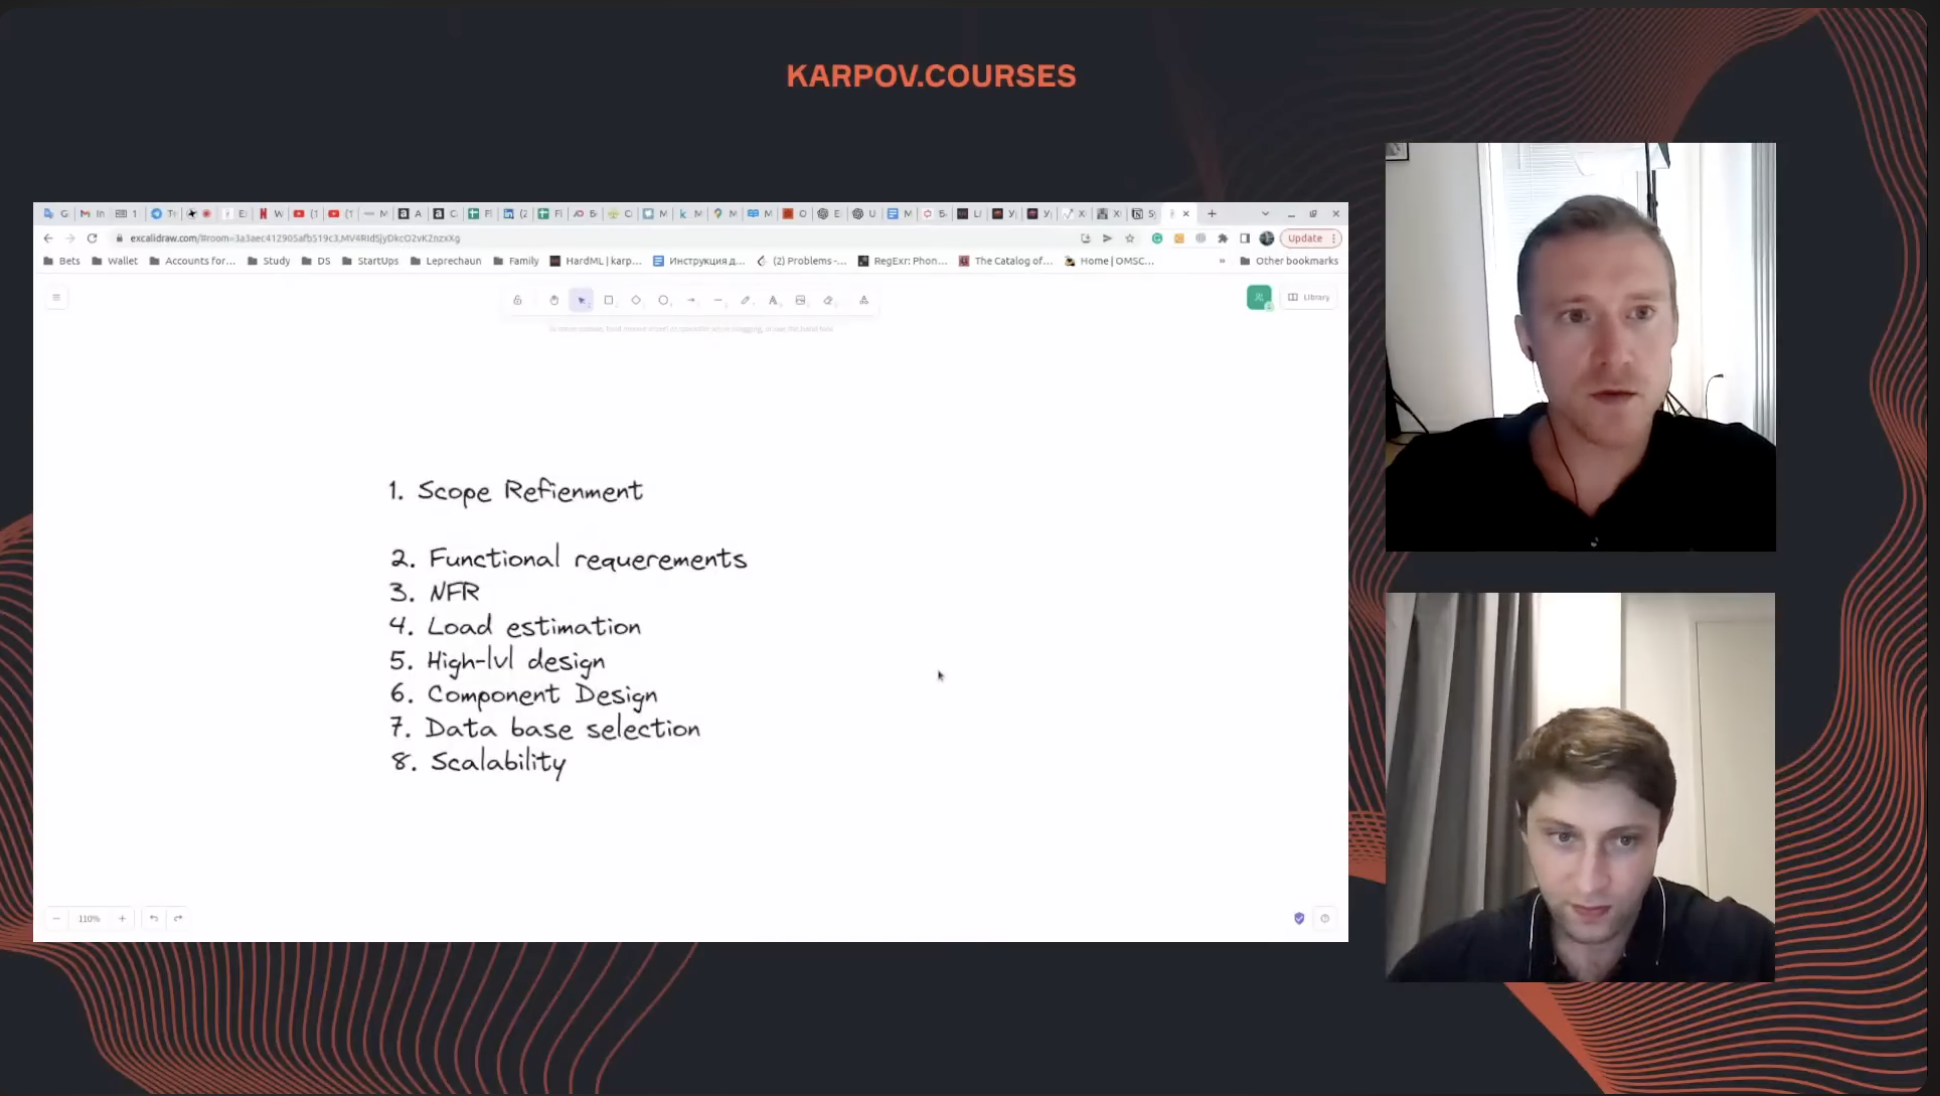 KARPOV.COURSES
excalidraw.com/#room=3a3aec412905afb519c3,MV4RIdSjyDkcO2vK2nzxXg
Update
Bets
Wallet
Accounts for...
Study
DS
StartUps
Leprechaun
Family
HardML | karp...
Инструкция д...
(2) Problems -...
RegExr: Phon...
The Catalog of...
Home | OMSC...
»
Other bookmarks
Library
1. Scope Refienment
2. Functional requerements
3. NFR
4. Load estimation
5. High-lvl design
6. Component Design
7. Data base selection
8. Scalability
110%